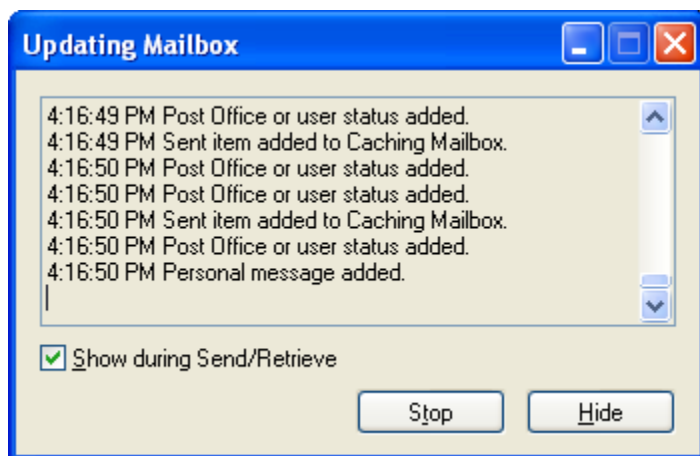 Updating Mailbox
4:16:49 PM Post Office or user status added.
4:16:49 PM Sent item added to Caching Mailbox.
4:16:50 PM Post Office or user status added.
4:16:50 PM Post Office or user status added.
4:16:50 PM Sent item added to Caching Mailbox.
4:16:50 PM Post Office or user status added.
4:16:50 PM Personal message added.
Show during Send/Retrieve
Stop
Hide